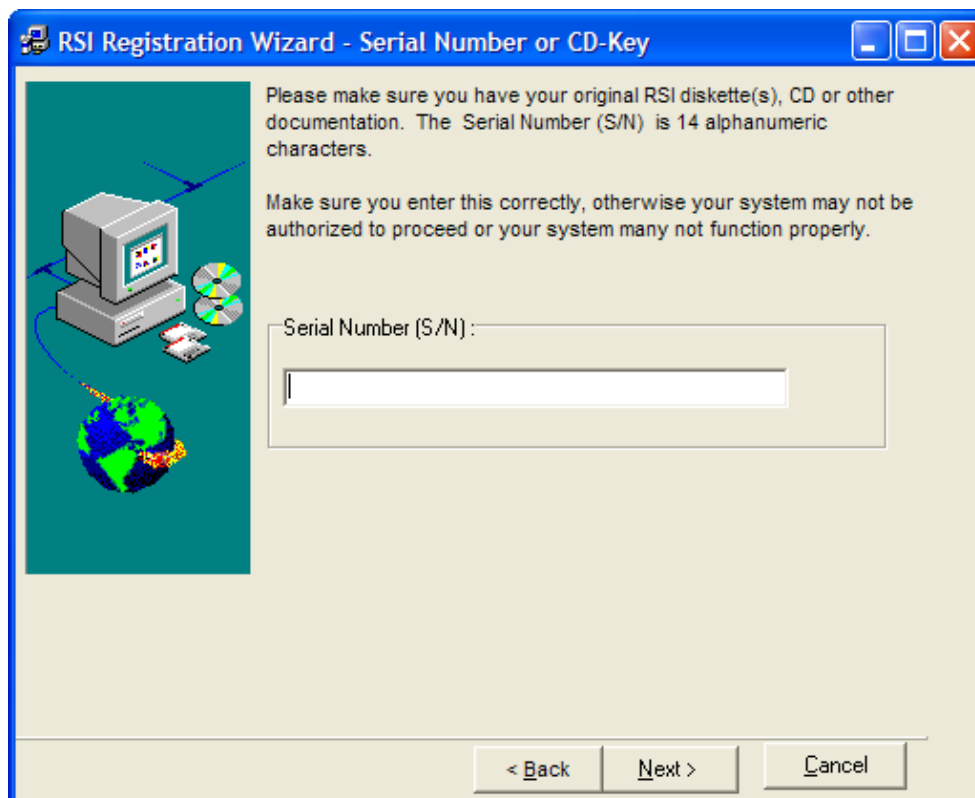 RSI Registration Wizard - Serial Number or CD-Key
Please make sure you have your original RSI diskette(s), CD or other
documentation.  The  Serial Number (S/N)  is 14 alphanumeric
characters.
Make sure you enter this correctly, otherwise your system may not be
authorized to proceed or your system many not function properly.
Serial Number (S/N) :
< Back
Next >
Cancel